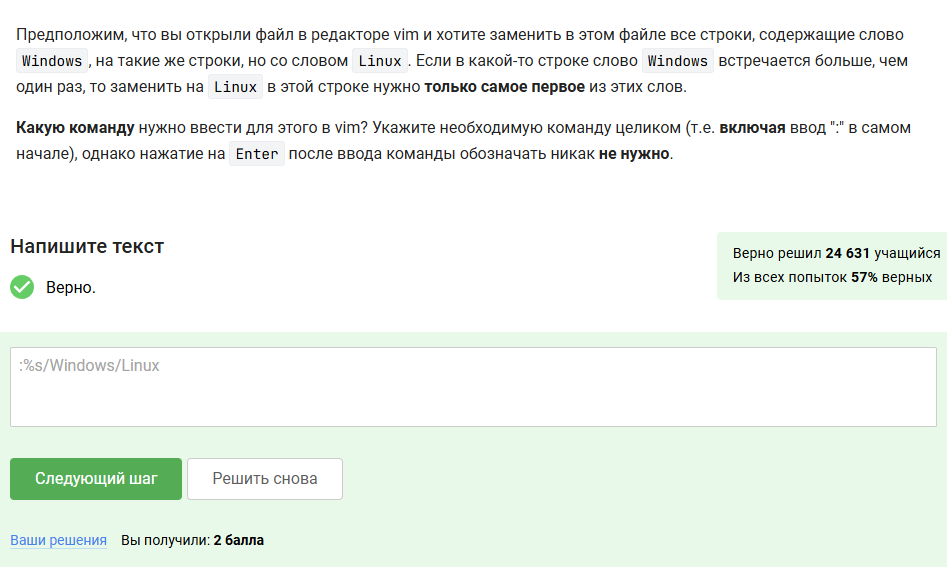 Предположим, что вы открыли файл в редакторе vim и хотите заменить в этом файле все строки, содержащие слово
Windows , на такие же строки, но со словом Linux . Если в какой-то строке слово Windows встречается больше, чем
один раз, то заменить на Linux в этой строке нужно только самое первое из этих слов.
Какую команду нужно ввести для этого в vim? Укажите необходимую команду целиком (т.е. включая ввод ":" в самом
начале), однако нажатие на Enter после ввода команды обозначать никак не нужно.
Напишите текст
Верно.
Верно решил 24 631 учащийся
Из всех попыток 57% верных
:%s/Windows/Linux
Следующий шаг
Решить снова
Ваши решения Вы получили: 2 балла